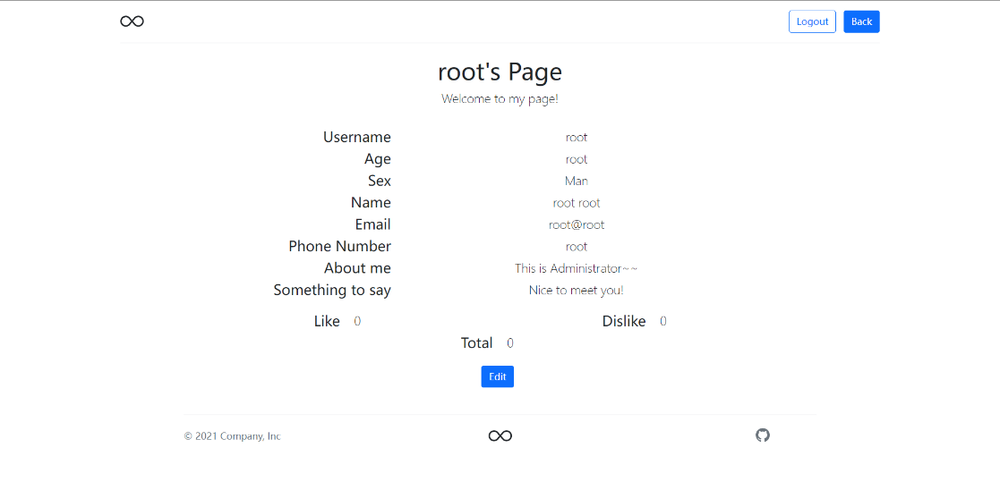 Logout Back
root's Page
Welcome to my page!
Username root
Age root
Sex Man
Name root root
Email root@root
Phone Number root
About me This is Administrator~~
Something to say Nice to meet you!
Like 0 Dislike 0
Total 0
Edit
© 2021 Company, Inc